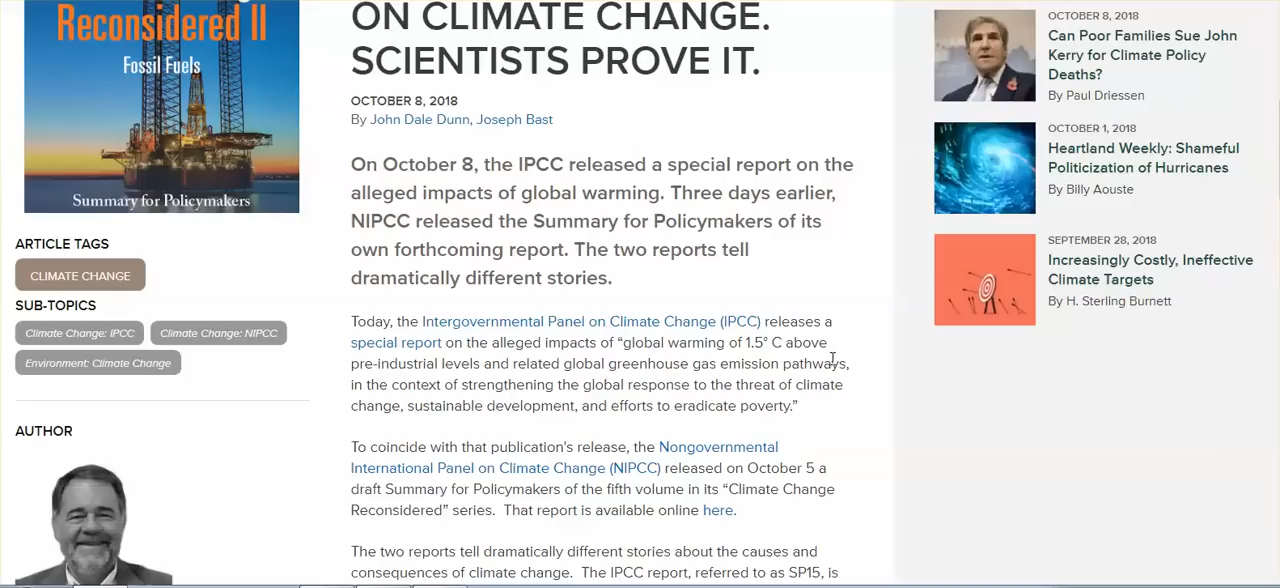 Reconsidered II
Fossil Fuels
Summary for Policymakers
ARTICLE TAGS
CLIMATE CHANGE
SUB-TOPICS
Climate Change: IPCC
Climate Change: NIPCC
Environment: Climate Change
AUTHOR
ON CLIMATE CHANGE.
SCIENTISTS PROVE IT.
OCTOBER 8, 2018
By John Dale Dunn, Joseph Bast
On October 8, the IPCC released a special report on the
alleged impacts of global warming. Three days earlier,
NIPCC released the Summary for Policymakers of its
own forthcoming report. The two reports tell
dramatically different stories.
Today, the Intergovernmental Panel on Climate Change (IPCC) releases a
special report on the alleged impacts of “global warming of 1.5° C above
pre-industrial levels and related global greenhouse gas emission pathways,
in the context of strengthening the global response to the threat of climate
change, sustainable development, and efforts to eradicate poverty.”
To coincide with that publication's release, the Nongovernmental
International Panel on Climate Change (NIPCC) released on October 5 a
draft Summary for Policymakers of the fifth volume in its “Climate Change
Reconsidered” series.  That report is available online here.
The two reports tell dramatically different stories about the causes and
consequences of climate change.  The IPCC report, referred to as SP15, is
OCTOBER 8, 2018
Can Poor Families Sue John
Kerry for Climate Policy
Deaths?
By Paul Driessen
OCTOBER 1, 2018
Heartland Weekly: Shameful
Politicization of Hurricanes
By Billy Aouste
SEPTEMBER 28, 2018
Increasingly Costly, Ineffective
Climate Targets
By H. Sterling Burnett